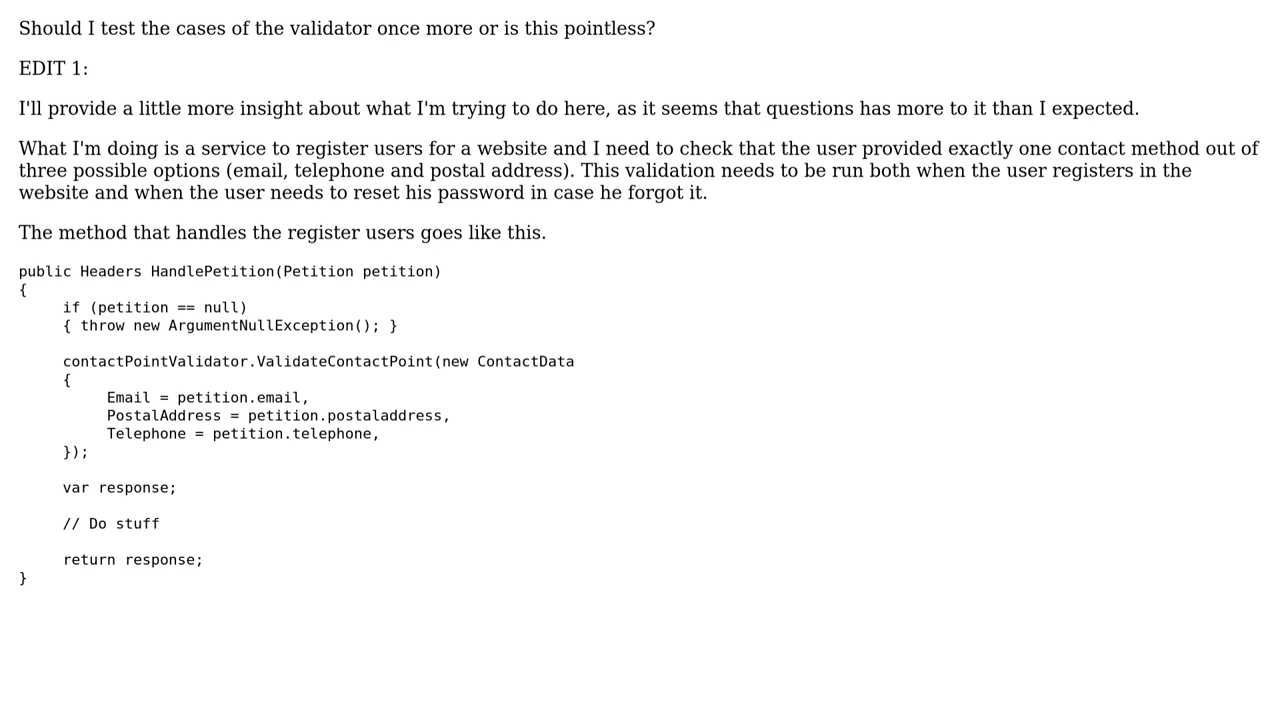 Should I test the cases of the validator once more or is this pointless?
EDIT 1:
I'll provide a little more insight about what I'm trying to do here, as it seems that questions has more to it than I expected.
What I'm doing is a service to register users for a website and I need to check that the user provided exactly one contact method out of
three possible options (email, telephone and postal address). This validation needs to be run both when the user registers in the
website and when the user needs to reset his password in case he forgot it.
The method that handles the register users goes like this.
public Headers HandlePetition(Petition petition)
{
     if (petition == null)
     { throw new ArgumentNullException(); }
     contactPointValidator.ValidateContactPoint(new ContactData
     {
          Email = petition.email,
          PostalAddress = petition.postaladdress,
          Telephone = petition.telephone,
     });
     var response;
     // Do stuff
     return response;
}